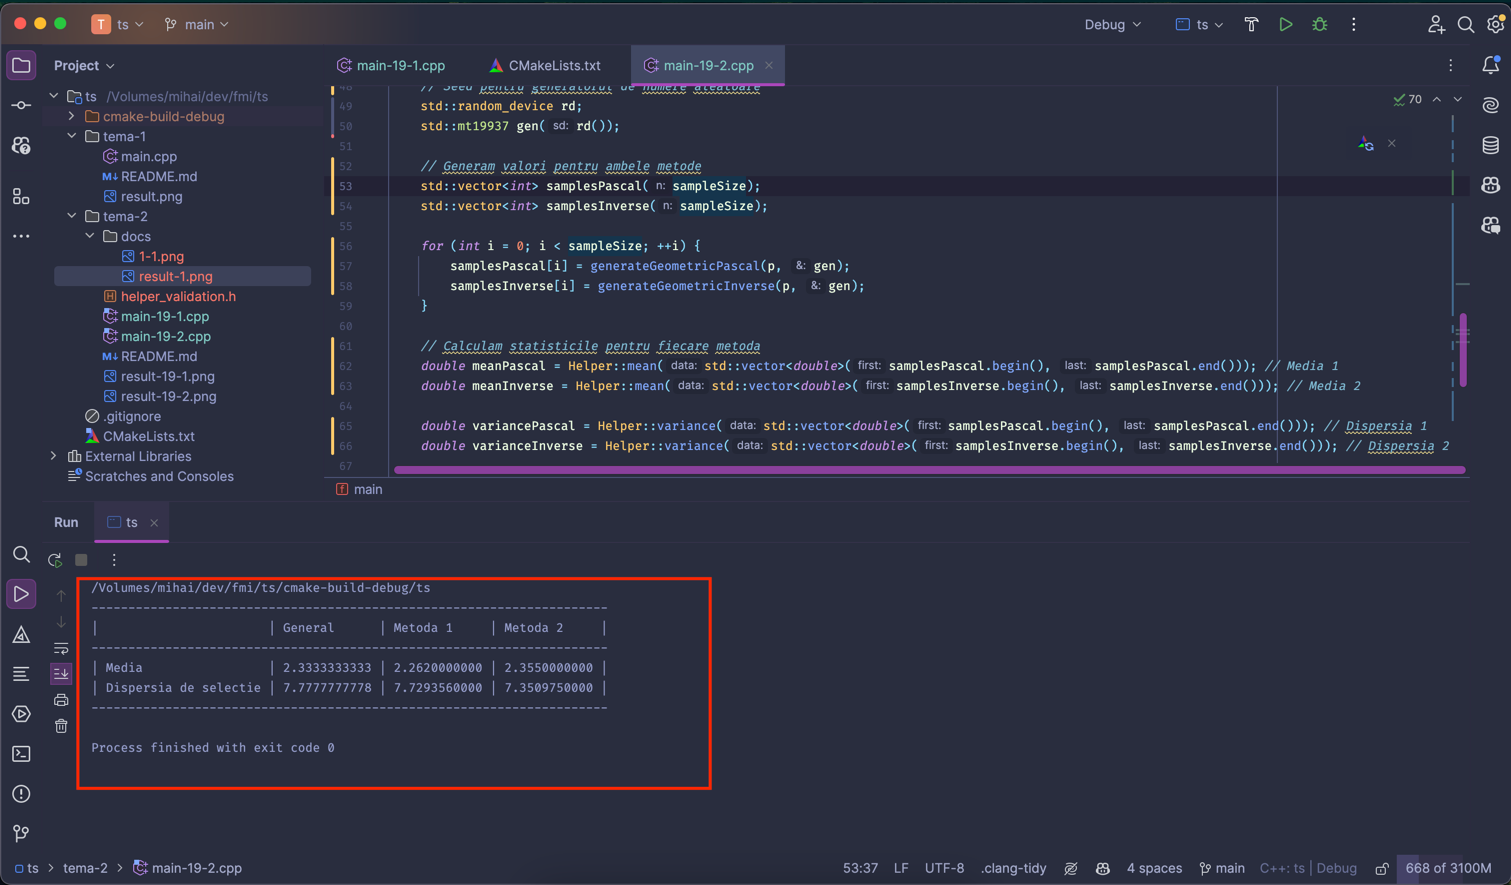 T ts main Debug ts
Project
ts /Volumes/mihai/dev/fmi/ts
cmake-build-debug
tema-1
main.cpp
M↓ README.md
result.png
tema-2
docs
1-1.png
result-1.png
H helper_validation.h
main-19-1.cpp
main-19-2.cpp
M↓ README.md
result-19-1.png
result-19-2.png
.gitignore
CMakeLists.txt
External Libraries
Scratches and Consoles
main-19-1.cpp CMakeLists.txt main-19-2.cpp
70
48 // Seed pentru generatorul de numere aleatoare
49 std::random_device rd;
50 std::mt19937 gen( sd: rd());
51
52 // Generam valori pentru ambele metode
53 std::vector<int> samplesPascal( n: sampleSize);
54 std::vector<int> samplesInverse( n: sampleSize);
55
56 for (int i = 0; i < sampleSize; ++i) {
57 samplesPascal[i] = generateGeometricPascal(p, &: gen);
58 samplesInverse[i] = generateGeometricInverse(p, &: gen);
59 }
60
61 // Calculam statisticile pentru fiecare metoda
62 double meanPascal = Helper::mean( data: std::vector<double>( first: samplesPascal.begin(), last: samplesPascal.end())); // Media 1
63 double meanInverse = Helper::mean( data: std::vector<double>( first: samplesInverse.begin(), last: samplesInverse.end())); // Media 2
64
65 double variancePascal = Helper::variance( data: std::vector<double>( first: samplesPascal.begin(), last: samplesPascal.end())); // Dispersia 1
66 double varianceInverse = Helper::variance( data: std::vector<double>( first: samplesInverse.begin(), last: samplesInverse.end())); // Dispersia 2
67
f main
Run ts
/Volumes/mihai/dev/fmi/ts/cmake-build-debug/ts
----------------------------------------------------------------------
| | General | Metoda 1 | Metoda 2 |
----------------------------------------------------------------------
| Media | 2.3333333333 | 2.2620000000 | 2.3550000000 |
| Dispersia de selectie | 7.7777777778 | 7.7293560000 | 7.3509750000 |
----------------------------------------------------------------------
Process finished with exit code 0
ts > tema-2 > main-19-2.cpp 53:37 LF UTF-8 .clang-tidy 4 spaces main C++: ts | Debug 668 of 3100M